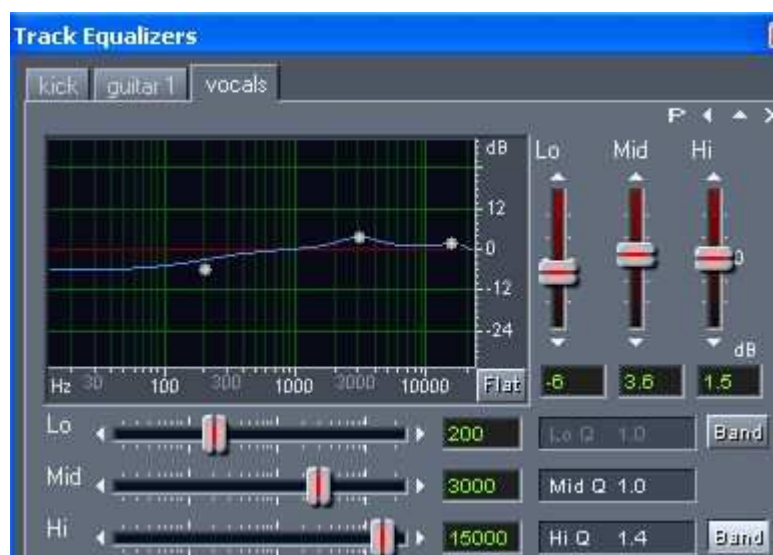 Track Equalizers
kick guitar 1 vocals
P
dB Lo Mid Hi
12
0 0
-12
-24
dB
Hz 30 100 300 1000 3000 10000 Flat -6 3.6 1.5
Lo 200 Lo Q 1.0 Band
Mid 3000 Mid Q 1.0
Hi 15000 Hi Q 1.4 Band